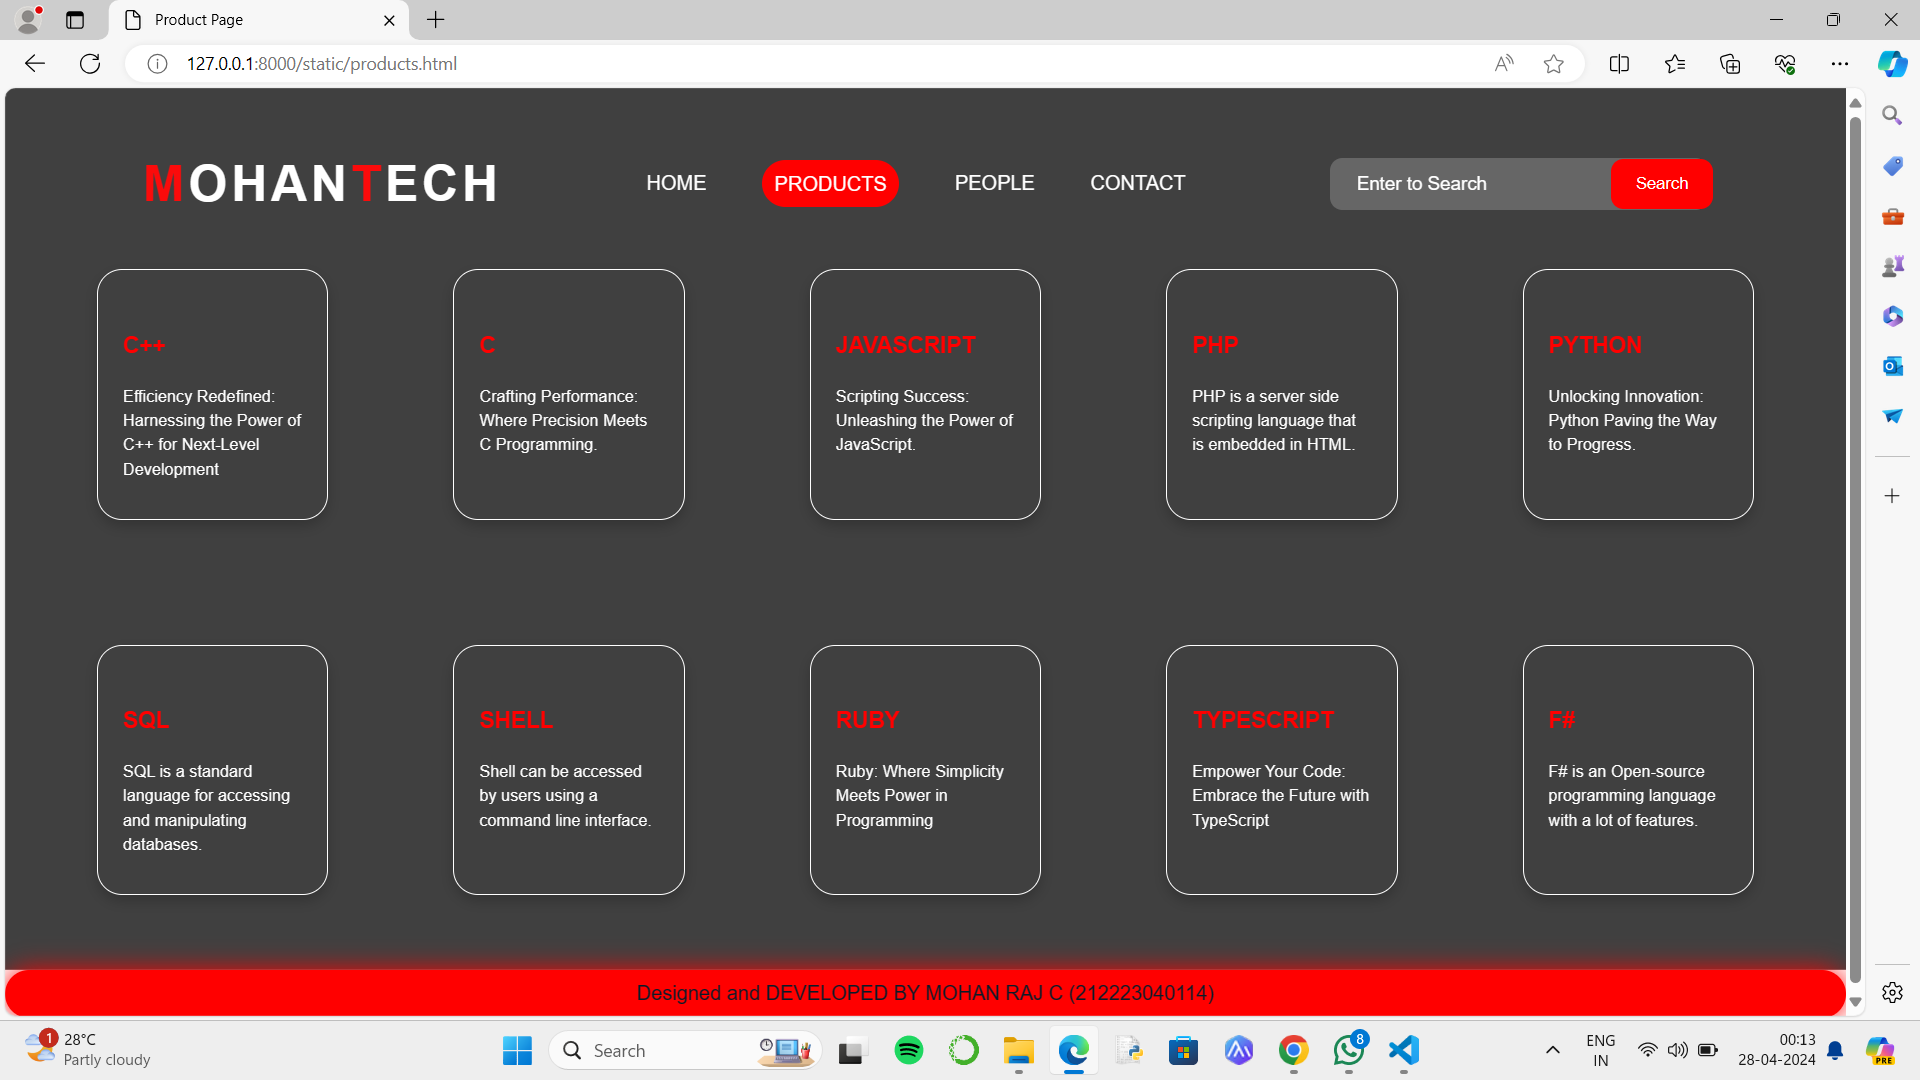 Product Page
127.0.0.1:8000/static/products.html
MOHANTECH
HOME
PRODUCTS
PEOPLE
CONTACT
Enter to Search
Search
C++
Efficiency Redefined:
Harnessing the Power of
C++ for Next-Level
Development
C
Crafting Performance:
Where Precision Meets
C Programming.
JAVASCRIPT
Scripting Success:
Unleashing the Power of
JavaScript.
PHP
PHP is a server side
scripting language that
is embedded in HTML.
PYTHON
Unlocking Innovation:
Python Paving the Way
to Progress.
SQL
SQL is a standard
language for accessing
and manipulating
databases.
SHELL
Shell can be accessed
by users using a
command line interface.
RUBY
Ruby: Where Simplicity
Meets Power in
Programming
TYPESCRIPT
Empower Your Code:
Embrace the Future with
TypeScript
F#
F# is an Open-source
programming language
with a lot of features.
Designed and DEVELOPED BY MOHAN RAJ C (212223040114)
1
28°C
Partly cloudy
Search
8
ENG
IN
00:13
28-04-2024
PRE